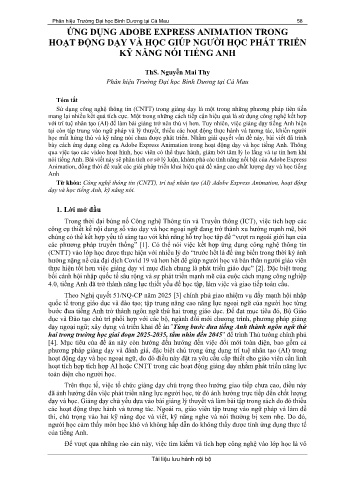 Phân hiệu Trường Đại học Bình Dương tại Cà Mau 56
ỨNG DỤNG ADOBE EXPRESS ANIMATION TRONG
HOẠT ĐỘNG DẠY VÀ HỌC GIÚP NGƯỜI HỌC PHÁT TRIỂN
KỸ NĂNG NÓI TIẾNG ANH
ThS. Nguyễn Mai Thy
Phân hiệu Trường Đại học Bình Dương tại Cà Mau
Tóm tắt
Sử dụng công nghệ thông tin (CNTT) trong giảng dạy là một trong những phương pháp tiên tiến
mang lại nhiều kết quả tích cực. Một trong những cách tiếp cận hiệu quả là sử dụng công nghệ kết hợp
với trí tuệ nhân tạo (AI) để làm bài giảng trở nên thú vị hơn. Tuy nhiên, việc giảng dạy tiếng Anh hiện
tại còn tập trung vào ngữ pháp và lý thuyết, thiếu các hoạt động thực hành và tương tác, khiến người
học mất hứng thú và kỹ năng nói chưa được phát triển. Nhằm giải quyết vấn đề này, bài viết đã trình
bày cách ứng dụng công cụ Adobe Express Animation trong hoạt động dạy và học tiếng Anh. Thông
qua việc tạo các video hoạt hình, học viên có thể thực hành, giảm bớt tâm lý lo lắng và tự tin hơn khi
nói tiếng Anh. Bài viết này sẽ phân tích cơ sở lý luận, khám phá các tính năng nổi bật của Adobe Express
Animation, đồng thời đề xuất các giải pháp triển khai hiệu quả để nâng cao chất lượng dạy và học tiếng
Anh.
Từ khóa: Công nghệ thông tin (CNTT), trí tuệ nhân tạo (AI) Adobe Express Animation, hoạt động
dạy và học tiếng Anh, kỹ năng nói.
1. Lời mở đầu
Trong thời đại bùng nổ Công nghệ Thông tin và Truyền thông (ICT), việc tích hợp các
công cụ thiết kế nội dung số vào dạy và học ngoại ngữ đang trở thành xu hướng mạnh mẽ, bởi
chúng có thể kết hợp yếu tố sáng tạo với khả năng hỗ trợ học tập để “vượt ra ngoài giới hạn của
các phương pháp truyền thống” [1]. Có thể nói việc kết hợp ứng dụng công nghệ thông tin
(CNTT) vào lớp học được thực hiện với nhiều lý do “trước hết là để ứng biến trong thời kỳ ảnh
hưởng nặng nề của đại dịch Covid 19 và hơn hết để giúp người học và bản thân người giáo viên
thực hiện tốt hơn việc giảng dạy vì mục đích chung là phát triển giáo dục” [2]. Đặc biệt trong
bối cảnh hội nhập quốc tế sâu rộng và sự phát triển mạnh mẽ của cuộc cách mạng công nghiệp
4.0, tiếng Anh đã trở thành năng lực thiết yếu để học tập, làm việc và giao tiếp toàn cầu.
Theo Nghị quyết 51/NQ-CP năm 2025 [3] chính phủ giao nhiệm vụ đẩy mạnh hội nhập
quốc tế trong giáo dục và đào tạo; tập trung nâng cao năng lực ngoại ngữ của người học từng
bước đưa tiếng Anh trở thành ngôn ngữ thứ hai trong giáo dục. Để đạt mục tiêu đó, Bộ Giáo
dục và Đào tạo chủ trì phối hợp với các bộ, ngành đổi mới chương trình, phương pháp giảng
dạy ngoại ngữ; xây dựng và triển khai đề án "Từng bước đưa tiếng Anh thành ngôn ngữ thứ
hai trong trường học giai đoạn 2025-2035, tầm nhìn đến 2045" để trình Thủ tướng chính phủ
[4]. Mục tiêu của đề án này còn hướng đến hướng đến việc đổi mới toàn diện, bao gồm cả
phương pháp giảng dạy và đánh giá, đặc biệt chú trọng ứng dụng trí tuệ nhân tạo (AI) trong
hoạt động dạy và học ngoại ngữ, do đó điều này đặt ra yêu cầu cấp thiết cho giáo viên cần linh
hoạt tích hợp tích hợp AI hoặc CNTT trong các hoạt động giảng dạy nhằm phát triển năng lực
toàn diện cho người học.
Trên thực tế, việc tổ chức giảng dạy chú trọng theo hướng giao tiếp chưa cao, điều này
đã ảnh hưởng đến việc phát triển năng lực người học, từ đó ảnh hưởng trực tiếp đến chất lượng
dạy và học. Giảng dạy chủ yếu dựa vào bài giảng lý thuyết và làm bài tập trong sách do đó thiếu
các hoạt động thực hành và tương tác. Ngoài ra, giáo viên tập trung vào ngữ pháp và làm đề
thi, chú trọng vào hai kỹ năng đọc và viết, kỹ năng nghe và nói thường bị xem nhẹ. Do đó,
người học cảm thấy môn học khó và không hấp dẫn do không thấy được tính ứng dụng thực tế
của tiếng Anh.
Để vượt qua những rào cản này, việc tìm kiếm và tích hợp công nghệ vào lớp học là vô
Tài liệu lưu hành nội bộ